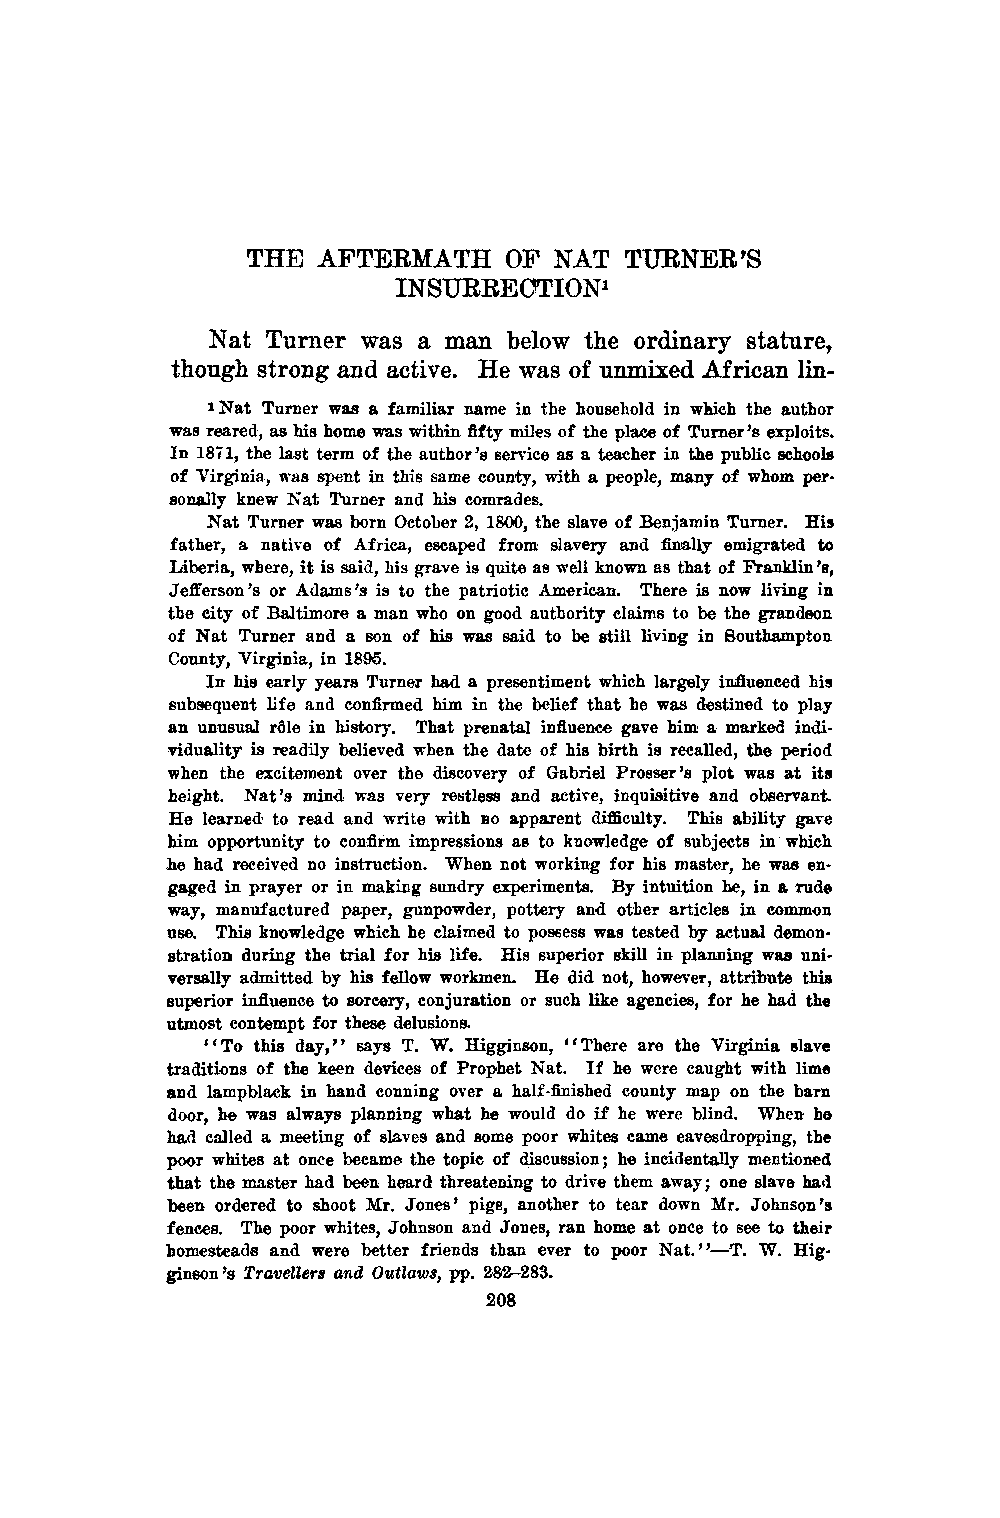 THE AFTERMATH OF NAT TURNER'S
INSURRECTION¹
Nat Turner was a man below the ordinary stature,
though strong and active. He was of unmixed African lin-
¹ Nat Turner was a familiar name in the household in which the author
was reared, as his home was within fifty miles of the place of Turner's exploits.
In 1871, the last term of the author's service as a teacher in the public schools
of Virginia, was spent in this same county, with a people, many of whom per-
sonally knew Nat Turner and his comrades.
Nat Turner was born October 2, 1800, the slave of Benjamin Turner. His
father, a native of Africa, escaped from slavery and finally emigrated to
Liberia, where, it is said, his grave is quite as well known as that of Franklin's,
Jefferson's or Adams's is to the patriotic American. There is now living in
the city of Baltimore a man who on good authority claims to be the grandson
of Nat Turner and a son of his was said to be still living in Southampton
County, Virginia, in 1895.
In his early years Turner had a presentiment which largely influenced his
subsequent life and confirmed him in the belief that he was destined to play
an unusual rôle in history. That prenatal influence gave him a marked indi-
viduality is readily believed when the date of his birth is recalled, the period
when the excitement over the discovery of Gabriel Prosser's plot was at its
height. Nat's mind was very restless and active, inquisitive and observant.
He learned to read and write with no apparent difficulty. This ability gave
him opportunity to confirm impressions as to knowledge of subjects in which
he had received no instruction. When not working for his master, he was en-
gaged in prayer or in making sundry experiments. By intuition he, in a rude
way, manufactured paper, gunpowder, pottery and other articles in common
use. This knowledge which he claimed to possess was tested by actual demon-
stration during the trial for his life. His superior skill in planning was uni-
versally admitted by his fellow workmen. He did not, however, attribute this
superior influence to sorcery, conjuration or such like agencies, for he had the
utmost contempt for these delusions.
"To this day," says T. W. Higginson, "There are the Virginia slave
traditions of the keen devices of Prophet Nat. If he were caught with lime
and lampblack in hand conning over a half-finished county map on the barn
door, he was always planning what he would do if he were blind. When he
had called a meeting of slaves and some poor whites came eavesdropping, the
poor whites at once became the topic of discussion; he incidentally mentioned
that the master had been heard threatening to drive them away; one slave had
been ordered to shoot Mr. Jones' pigs, another to tear down Mr. Johnson's
fences. The poor whites, Johnson and Jones, ran home at once to see to their
homesteads and were better friends than ever to poor Nat."—T. W. Hig-
ginson's Travellers and Outlaws, pp. 282–283.
208